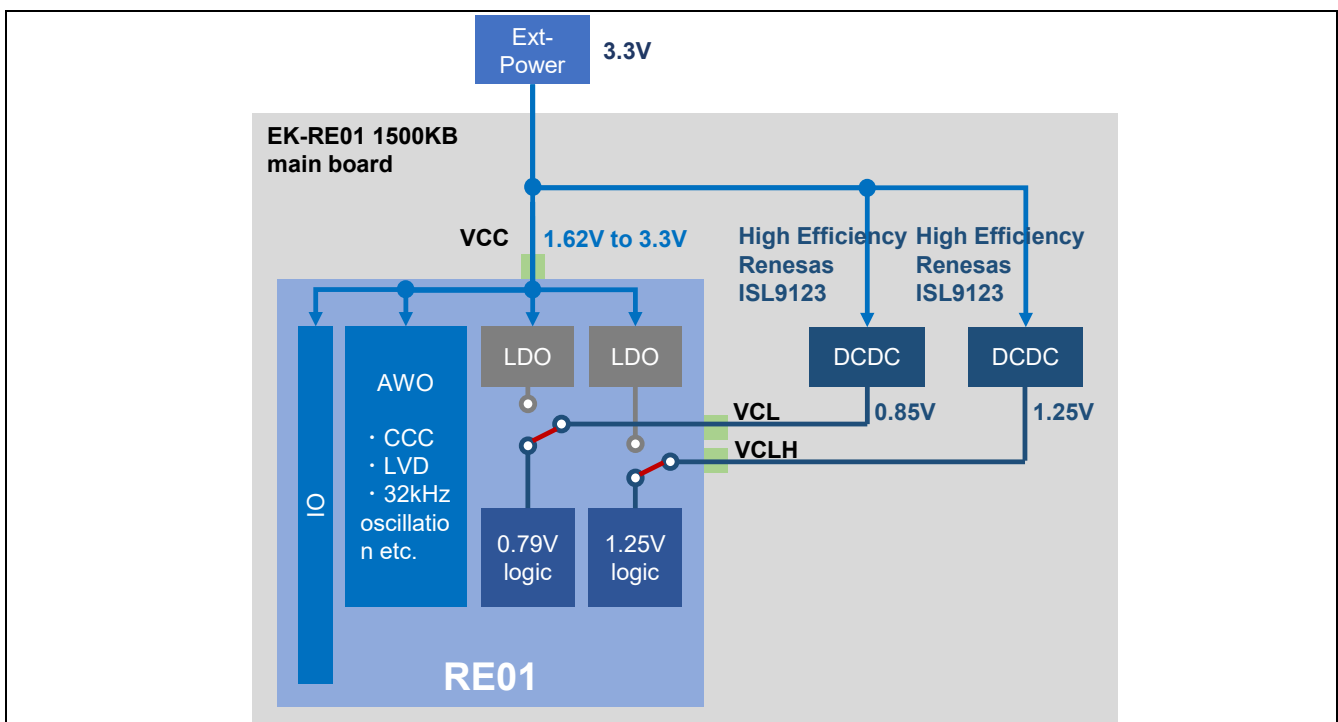 Ext-
Power
3.3V
EK-RE01 1500KB
main board
VCC
1.62V to 3.3V
High Efficiency
Renesas
ISL9123
High Efficiency
Renesas
ISL9123
IO
AWO
・CCC
・LVD
・32kHz
oscillatio
n etc.
LDO
LDO
DCDC
DCDC
VCL
0.85V
1.25V
VCLH
0.79V
logic
1.25V
logic
RE01